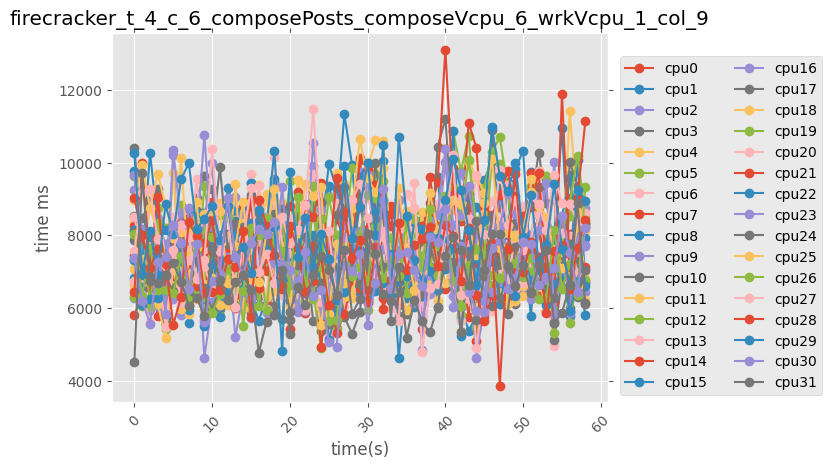 firecracker_t_4_c_6_composePosts_composeVcpu_6_wrkVcpu_1_col_9
12000
10000
8000
6000
4000
time ms
0
10
20
30
40
50
60
time(s)
cpu0
cpu1
cpu2
cpu3
cpu4
cpu5
cpu6
cpu7
cpu8
cpu9
cpu10
cpu11
cpu12
cpu13
cpu14
cpu15
cpu16
cpu17
cpu18
cpu19
cpu20
cpu21
cpu22
cpu23
cpu24
cpu25
cpu26
cpu27
cpu28
cpu29
cpu30
cpu31